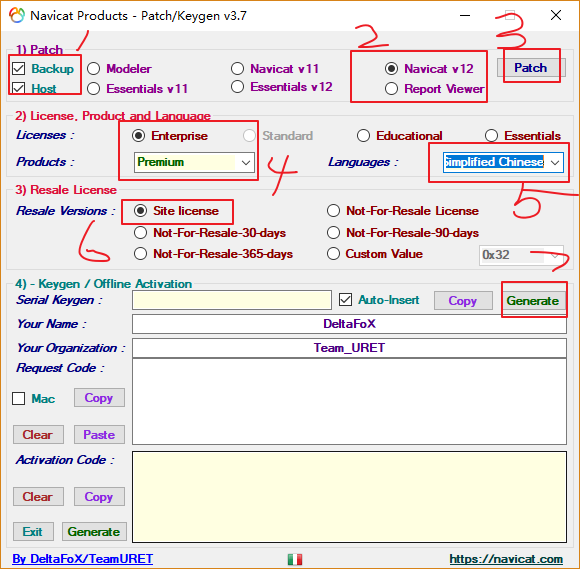 Navicat Products - Patch/Keygen v3.7
1
2
3
1) Patch
Backup Modeler Navicat v11 Navicat v12 Patch
Host Essentials v11 Essentials v12 Report Viewer
2) License, Product and Language
Licenses : Enterprise Standard Educational Essentials
Products : Premium Languages : Simplified Chinese
4
5
3) Resale License
Resale Versions : Site license Not-For-Resale License
Not-For-Resale-30-days Not-For-Resale-90-days
6
Not-For-Resale-365-days Custom Value 0x32
7
4) - Keygen / Offline Activation
Serial Keygen : Auto-Insert Copy Generate
Your Name : DeltaFoX
Your Organization : Team_URET
Request Code :
Mac Copy
Clear Paste
Activation Code :
Clear Copy
Exit Generate
By DeltaFoX/TeamURET https://navicat.com